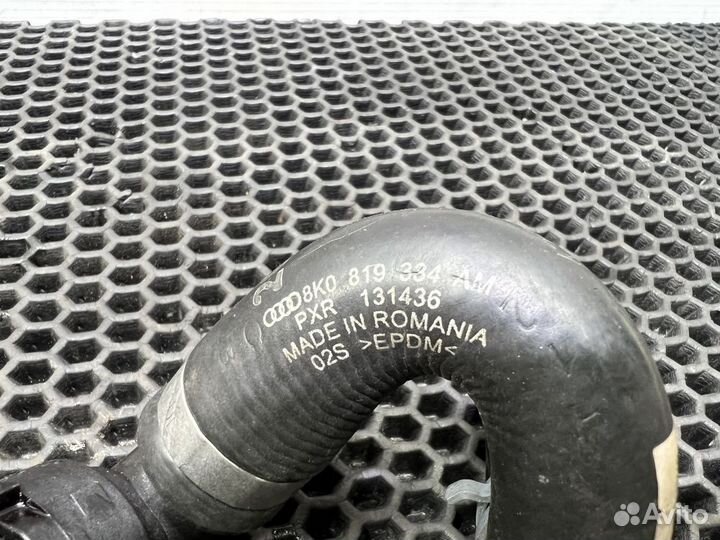 8K0 819 334 AM
PXR 131436
MADE IN ROMANIA
02S >EPDM<
Avito